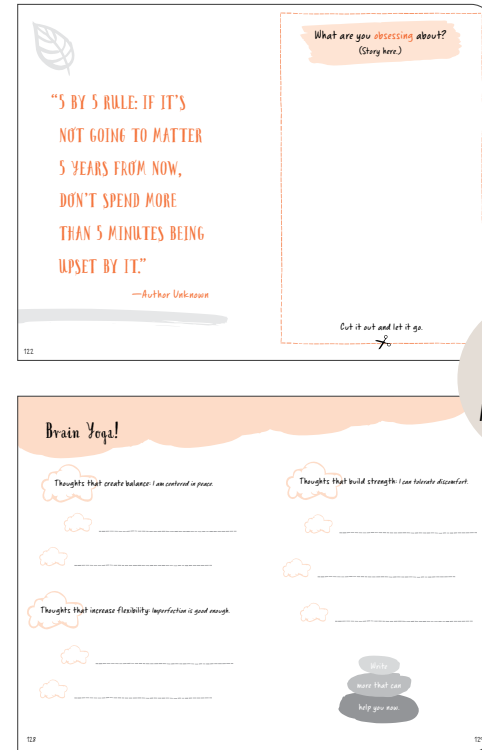 “5 BY 5 RULE: IF IT’S
NOT GOING TO MATTER
5 YEARS FROM NOW,
DON’T SPEND MORE
THAN 5 MINUTES BEING
UPSET BY IT.”
—Author Unknown
122
What are you obsessing about?
(Story here.)
Cut it out and let it go.
Brain Yoga!
Thoughts that create balance: I am centered in peace.
Thoughts that increase flexibility: Imperfection is good enough.
128
Thoughts that build strength: I can tolerate discomfort.
Write
more that can
help you now.